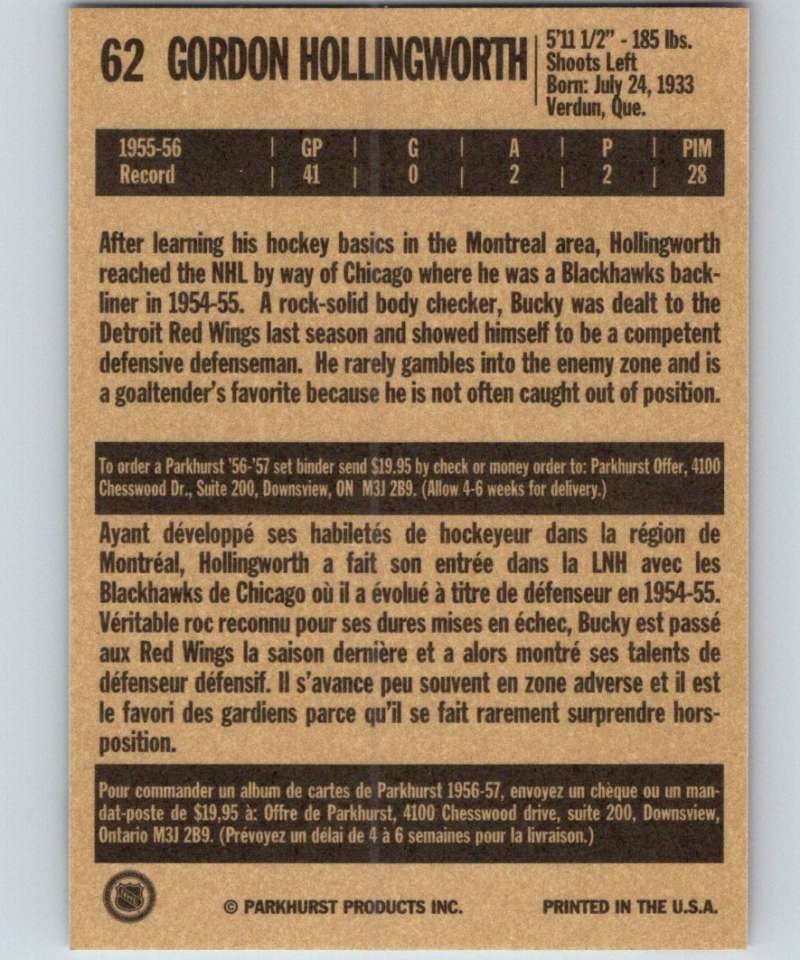 62 GORDON HOLLINGWORTH
5'11 1/2" - 185 lbs.
Shoots Left
Born: July 24, 1933
Verdun, Que.
1955-56 | GP | G | A | P | PIM
Record | 41 | 0 | 2 | 2 | 28
After learning his hockey basics in the Montreal area, Hollingworth
reached the NHL by way of Chicago where he was a Blackhawks back-
liner in 1954-55. A rock-solid body checker, Bucky was dealt to the
Detroit Red Wings last season and showed himself to be a competent
defensive defenseman. He rarely gambles into the enemy zone and is
a goaltender's favorite because he is not often caught out of position.
To order a Parkhurst '56-'57 set binder send $19.95 by check or money order to: Parkhurst Offer, 4100
Chesswood Dr., Suite 200, Downsview, ON M3J 2B9. (Allow 4-6 weeks for delivery.)
Ayant développé ses habiletés de hockeyeur dans la région de
Montréal, Hollingworth a fait son entrée dans la LNH avec les
Blackhawks de Chicago où il a évolué à titre de défenseur en 1954-55.
Véritable roc reconnu pour ses dures mises en échec, Bucky est passé
aux Red Wings la saison dernière et a alors montré ses talents de
défenseur défensif. Il s'avance peu souvent en zone adverse et il est
le favori des gardiens parce qu'il se fait rarement surprendre hors-
position.
Pour commander un album de cartes de Parkhurst 1956-57, envoyez un chèque ou un man-
dat-poste de $19,95 à: Offre de Parkhurst, 4100 Chesswood drive, suite 200, Downsview,
Ontario M3J 2B9. (Prévoyez un délai de 4 à 6 semaines pour la livraison.)
NHL
© PARKHURST PRODUCTS INC. PRINTED IN THE U.S.A.